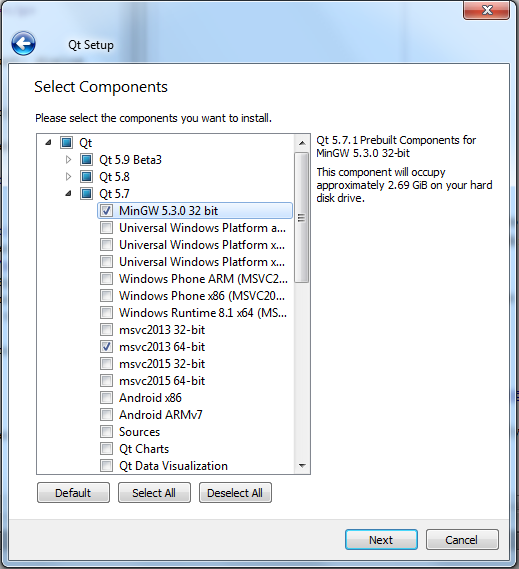 Qt Setup
Select Components
Please select the components you want to install.
Qt
Qt 5.9 Beta3
Qt 5.8
Qt 5.7
MinGW 5.3.0 32 bit
Universal Windows Platform a...
Universal Windows Platform x...
Universal Windows Platform x...
Windows Phone ARM (MSVC2...
Windows Phone x86 (MSVC20...
Windows Runtime 8.1 x64 (MS...
msvc2013 32-bit
msvc2013 64-bit
msvc2015 32-bit
msvc2015 64-bit
Android x86
Android ARMv7
Sources
Qt Charts
Qt Data Visualization
Qt 5.7.1 Prebuilt Components for
MinGW 5.3.0 32-bit
This component will occupy
approximately 2.69 GiB on your hard
disk drive.
Default
Select All
Deselect All
Next
Cancel